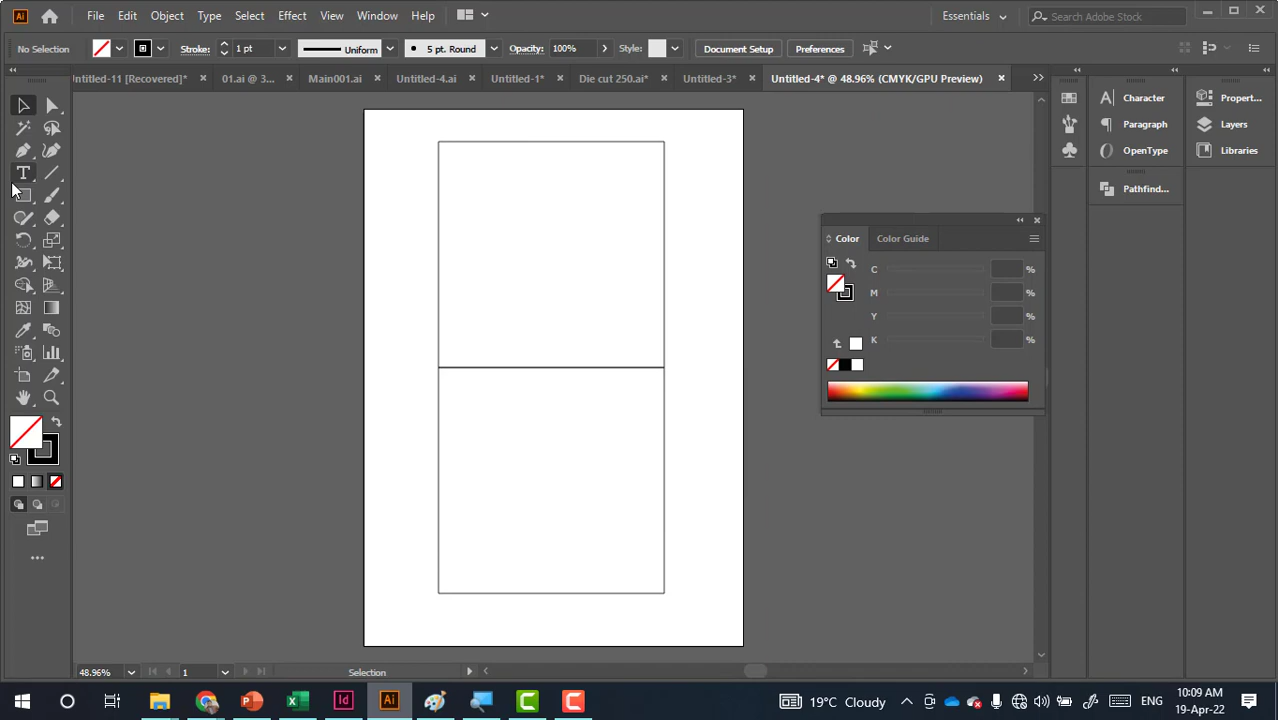 Ai File Edit Object Type Select Effect View Window Help Essentials Search Adobe Stock
No Selection Stroke: 1 pt Uniform 5 pt. Round Opacity: 100% Style: Document Setup Preferences
Untitled-11 [Recovered]* × 01.ai @ 3... × Main001.ai × Untitled-4.ai × Untitled-1* × Die cut 250.ai* × Untitled-3* × Untitled-4* @ 48.96% (CMYK/GPU Preview) ×
Character
Paragraph
OpenType
Pathfind...
Propert...
Layers
Libraries
Color Color Guide
C %
M %
Y %
K %
48.96% 1 Selection
Id Ai 19°C Cloudy ENG 10:09 AM
19-Apr-22